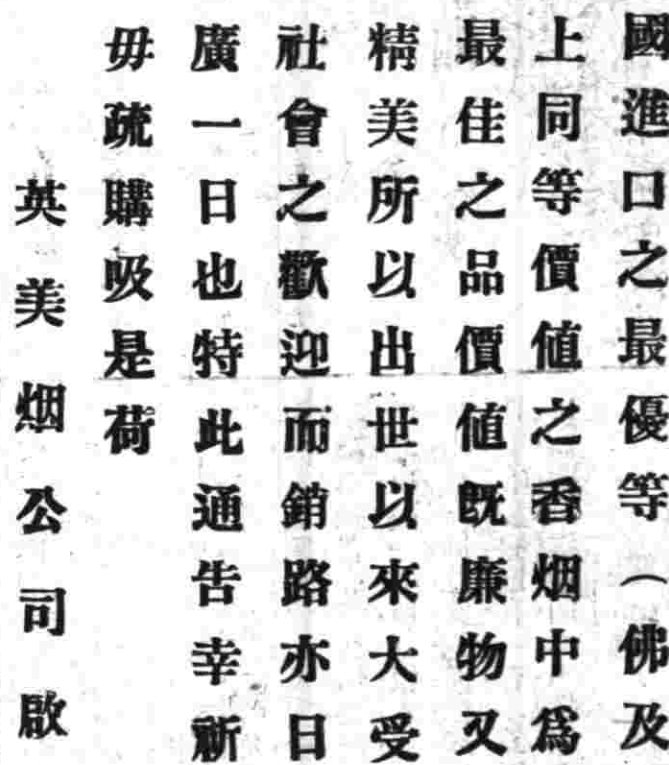 國進口之最優等（佛及
上同等價値之香烟中爲
最佳之品價値既廉物又
精美所以出世以來大受
社會之歡迎而銷路亦日
廣一日也特此通告幸祈
毋疏購吸是荷
英美烟公司啟